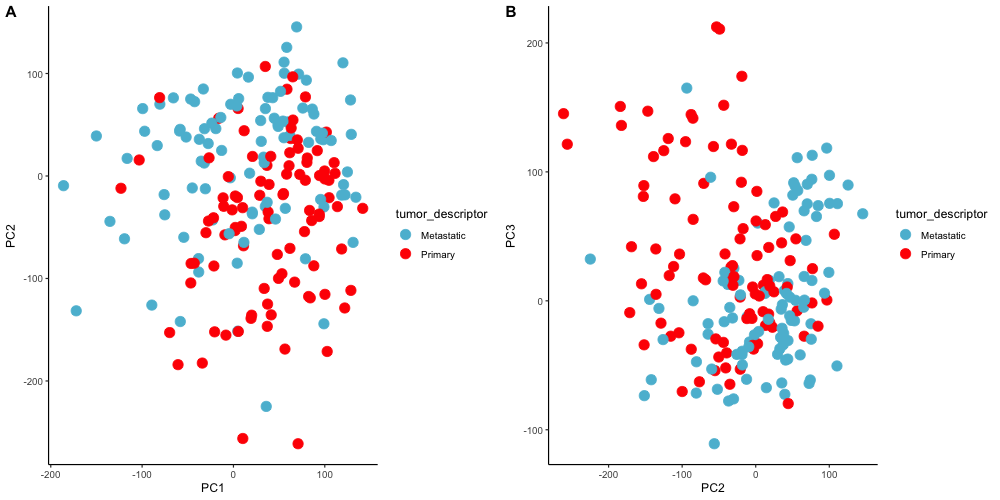 A
PC2
100
0
-100
-200
-200
-100
0
100
PC1
tumor_descriptor
Metastatic
Primary
B
PC3
200
100
0
-100
-200
-100
0
100
PC2
tumor_descriptor
Metastatic
Primary